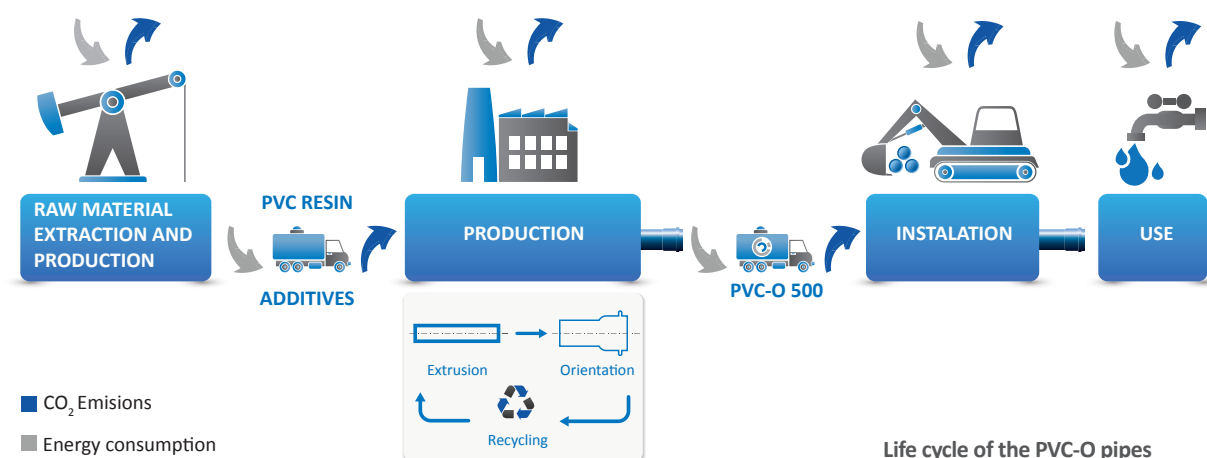 RAW MATERIAL
EXTRACTION AND
PRODUCTION
PVC RESIN
ADDITIVES
PRODUCTION
PVC-O 500
INSTALATION
USE
Extrusion
Orientation
Recycling
CO₂ Emisions
Energy consumption
Life cycle of the PVC-O pipes